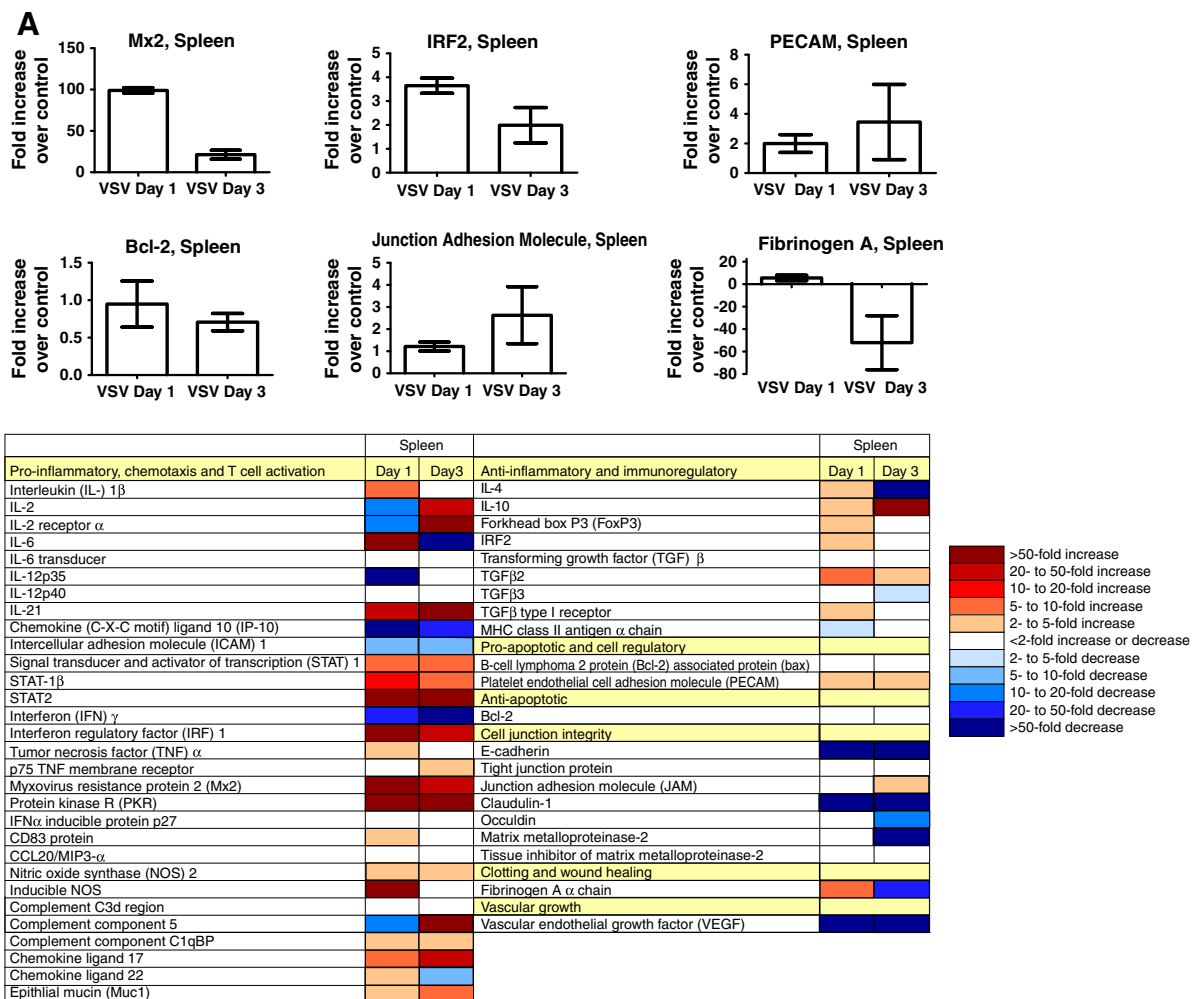 A
Mx2, Spleen
Fold increase
over control
150
100
50
0
VSV Day 1 VSV Day 3
IRF2, Spleen
Fold increase
over control
5
4
3
2
1
0
VSV Day 1 VSV Day 3
PECAM, Spleen
Fold increase
over control
8
6
4
2
0
VSV Day 1 VSV Day 3
Bcl-2, Spleen
Fold increase
over control
1.5
1.0
0.5
0.0
VSV Day 1 VSV Day 3
Junction Adhesion Molecule, Spleen
Fold increase
over control
5
4
3
2
1
0
VSV Day 1 VSV Day 3
Fibrinogen A, Spleen
Fold increase
over control
20
0
-20
-40
-60
-80
VSV Day 1 VSV Day 3
Spleen
Pro-inflammatory, chemotaxis and T cell activation Day 1 Day3
Interleukin (IL-) 1β
IL-2
IL-2 receptor α
IL-6
IL-6 transducer
IL-12p35
IL-12p40
IL-21
Chemokine (C-X-C motif) ligand 10 (IP-10)
Intercellular adhesion molecule (ICAM) 1
Signal transducer and activator of transcription (STAT) 1
STAT-1β
STAT2
Interferon (IFN) γ
Interferon regulatory factor (IRF) 1
Tumor necrosis factor (TNF) α
p75 TNF membrane receptor
Myxovirus resistance protein 2 (Mx2)
Protein kinase R (PKR)
IFNα inducible protein p27
CD83 protein
CCL20/MIP3-α
Nitric oxide synthase (NOS) 2
Inducible NOS
Complement C3d region
Complement component 5
Complement component C1qBP
Chemokine ligand 17
Chemokine ligand 22
Epithlial mucin (Muc1)
Spleen
Anti-inflammatory and immunoregulatory Day 1 Day 3
IL-4
IL-10
Forkhead box P3 (FoxP3)
IRF2
Transforming growth factor (TGF) β
TGFβ2
TGFβ3
TGFβ type I receptor
MHC class II antigen α chain
Pro-apoptotic and cell regulatory
B-cell lymphoma 2 protein (Bcl-2) associated protein (bax)
Platelet endothelial cell adhesion molecule (PECAM)
Anti-apoptotic
Bcl-2
Cell junction integrity
E-cadherin
Tight junction protein
Junction adhesion molecule (JAM)
Claudulin-1
Occuldin
Matrix metalloproteinase-2
Tissue inhibitor of matrix metalloproteinase-2
Clotting and wound healing
Fibrinogen A α chain
Vascular growth
Vascular endothelial growth factor (VEGF)
>50-fold increase
20- to 50-fold increase
10- to 20-fold increase
5- to 10-fold increase
2- to 5-fold increase
<2-fold increase or decrease
2- to 5-fold decrease
5- to 10-fold decrease
10- to 20-fold decrease
20- to 50-fold decrease
>50-fold decrease